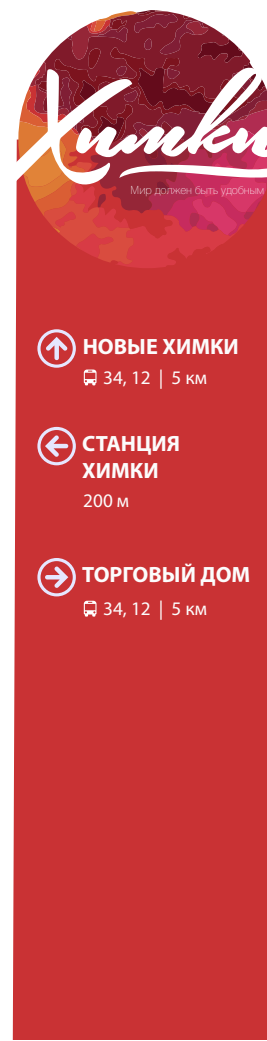 Химки
Мир должен быть удобным
НОВЫЕ ХИМКИ
34, 12 | 5 км
СТАНЦИЯ
ХИМКИ
200 м
ТОРГОВЫЙ ДОМ
34, 12 | 5 км